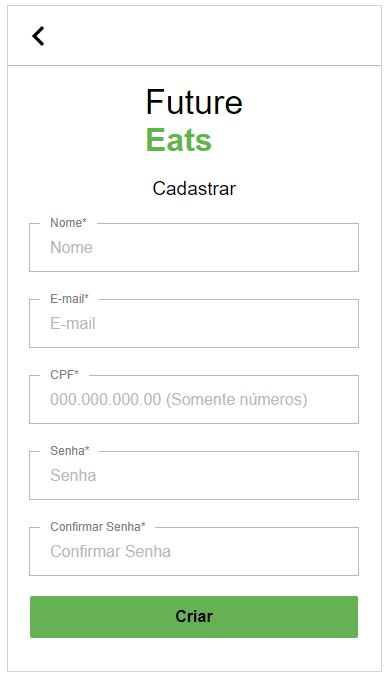 Future
Eats
Cadastrar
Nome*
Nome
E-mail*
E-mail
CPF*
000.000.000.00 (Somente números)
Senha*
Senha
Confirmar Senha*
Confirmar Senha
Criar